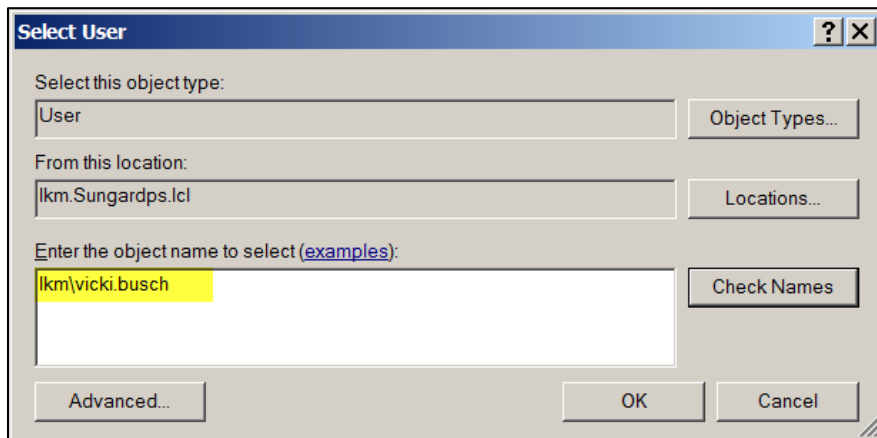 Select User
Select this object type:
User
Object Types...
From this location:
lkm.Sungardps.lcl
Locations...
Enter the object name to select (examples):
lkm\vicki.busch
Check Names
Advanced...
OK
Cancel